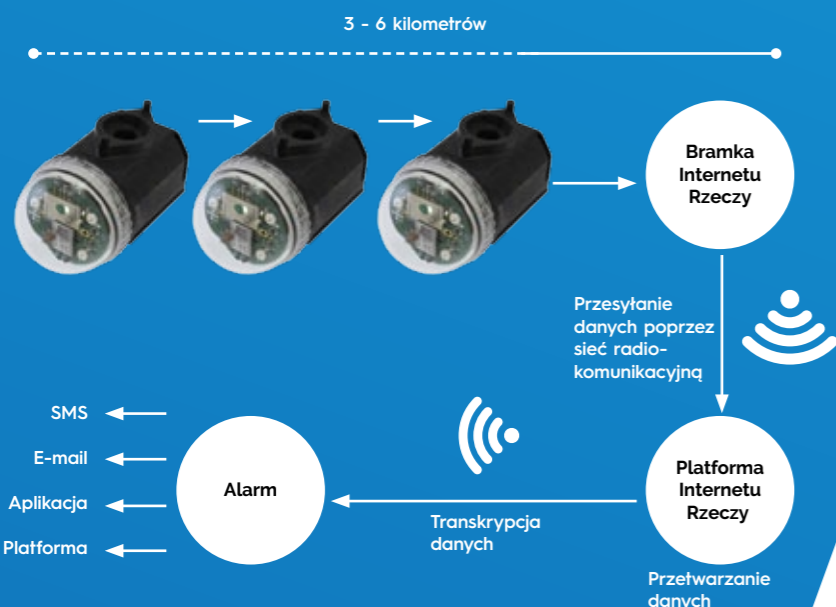 3 - 6 kilometrów
Bramka
Internetu
Rzeczy
Przesyłanie
danych poprzez
sieć radio-
komunikacyjną
SMS
E-mail
Aplikacja
Platforma
Alarm
Transkrypcja
danych
Platforma
Internetu
Rzeczy
Przetwarzanie
danych